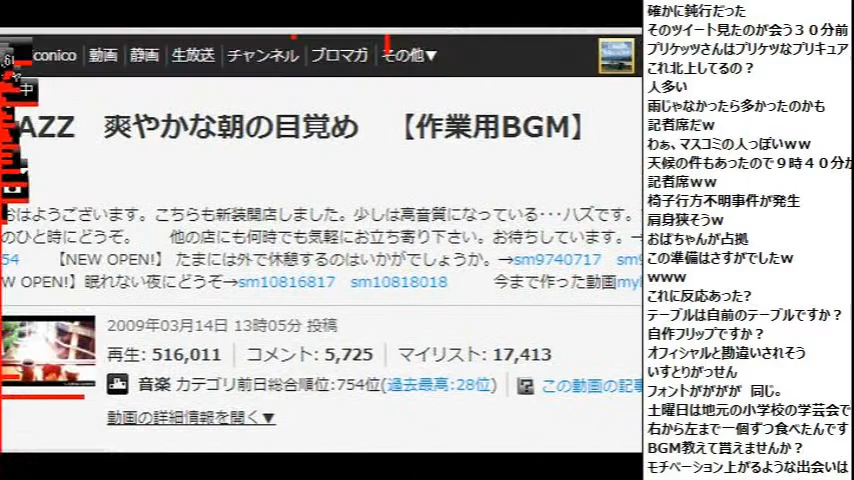 conico 動画 静画 生放送 チャンネル ブロマガ その他▼
中
AZZ 爽やかな朝の目覚め 【作業用BGM】
おはようございます。こちらも新装開店しました。少しは高音質になっている･･･ハズです。
のひと時にどうぞ。 他の店にも何時でも気軽にお立ち寄り下さい。お待ちしています。→
54 【NEW OPEN!】 たまには外で休憩するのはいかがでしょうか。→sm9740717 sm9
W OPEN!】眠れない夜にどうぞ→sm10816817 sm10818018 今まで作った動画myl
2009年03月14日 13時05分 投稿
再生: 516,011 コメント: 5,725 マイリスト: 17,413
音楽 カテゴリ前日総合順位:754位(過去最高:28位) この動画の記事
動画の詳細情報を開く▼
確かに鈍行だった
そのツイート見たのが会う３０分前
プリケッツさんはプリケツなプリキュア
これ北上してるの？
人多い
雨じゃなかったら多かったのかも
記者席だｗ
わぁ、マスコミの人っぽいｗｗ
天候の件もあったので９時４０分か
記者席ｗｗ
椅子行方不明事件が発生
肩身狭そうｗ
おばちゃんが占拠
この準備はさすがでしたｗ
ｗｗｗ
これに反応あった？
テーブルは自前のテーブルですか？
自作フリップですか？
オフィシャルと勘違いされそう
いすとりがっせん
フォントがががが 同じ。
土曜日は地元の小学校の学芸会で
右から左まで一個ずつ食べたんです
BGM教えて貰えませんか？
モチベーション上がるような出会いは